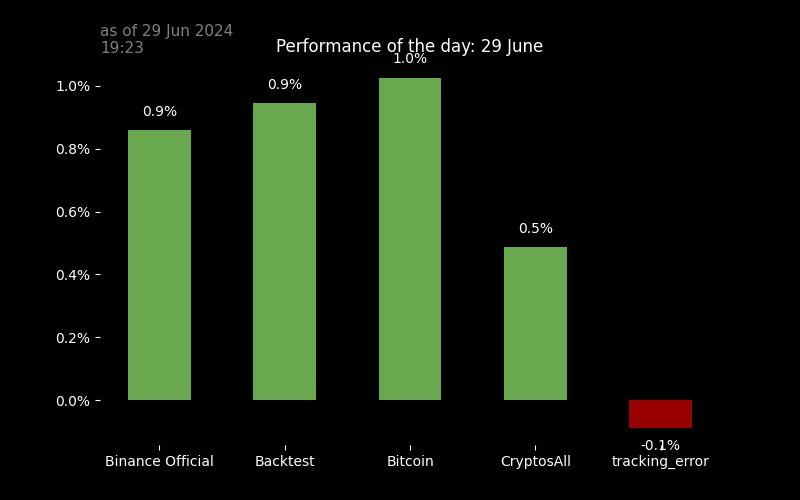 as of 29 Jun 2024
19:23
Performance of the day: 29 June
1.0%
0.9%
0.9%
0.5%
-0.1%
1.0%
0.8%
0.6%
0.4%
0.2%
0.0%
Binance Official
Backtest
Bitcoin
CryptosAll
tracking_error